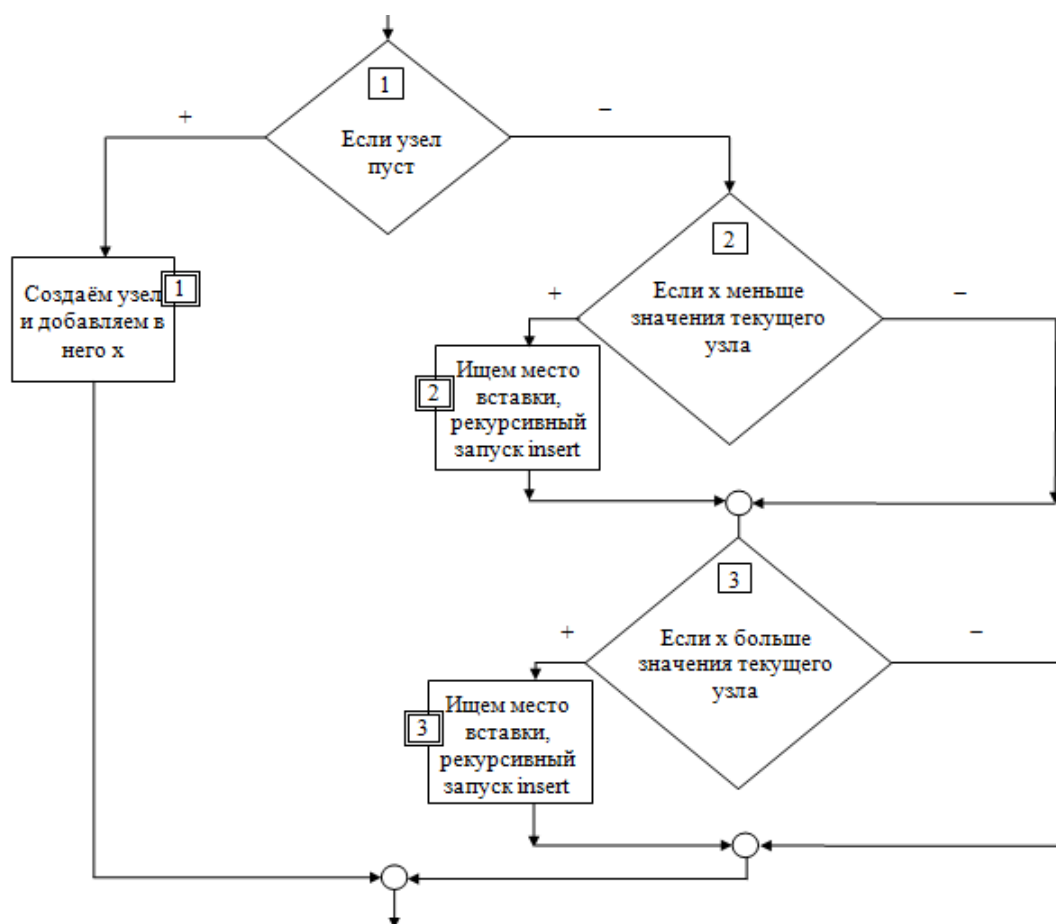 1
+
−
Если узел
пуст
2
Создаём узел
и добавляем в
него x
1
+
Если x меньше
значения текущего
узла
−
Ищем место
вставки,
рекурсивный
запуск insert
2
3
+
Если x больше
значения текущего
узла
−
Ищем место
вставки,
рекурсивный
запуск insert
3